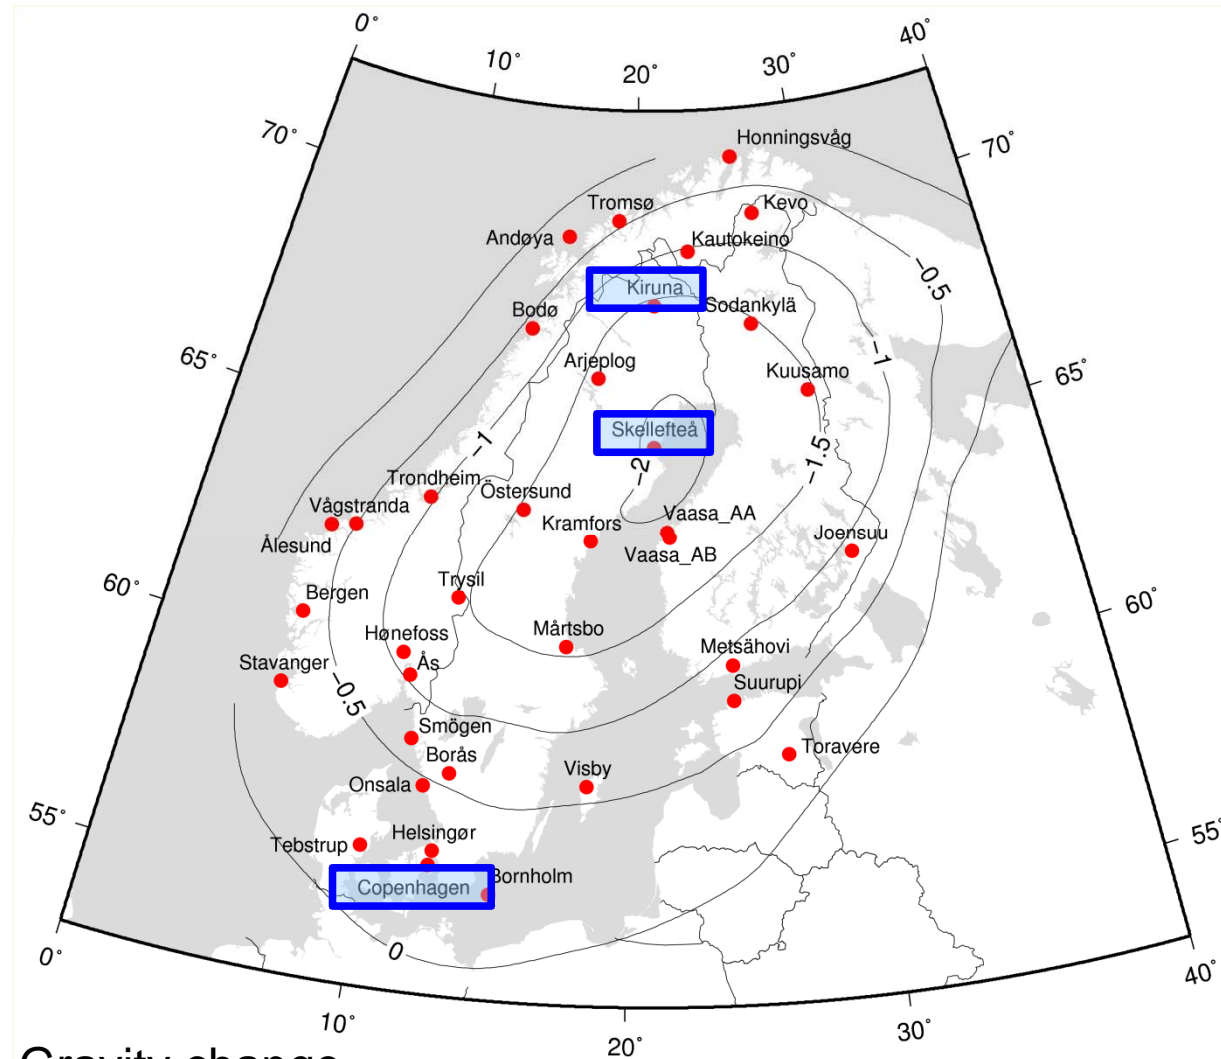 0°
10°
20°
30°
40°
70°
70°
Honningsvåg
Tromsø
Kevo
Andøya
Kautokeino
−0.5
Kiruna
Bodø
Sodankylä
65°
Arjeplog
−1
Kuusamo
65°
Skellefteå
−1
−1.5
−2
Trondheim
Östersund
Vågstranda
Kramfors
Vaasa_AA
Ålesund
Joensuu
Vaasa_AB
60°
Trysil
Bergen
60°
Mårtsbo
Hønefoss
Metsähovi
Stavanger
Ås
Suurupi
−0.5
Smögen
Toravere
Borås
Visby
Onsala
55°
55°
Helsingør
Tebstrup
Bornholm
Copenhagen
0
0°
40°
10°
20°
30°
Gravity change